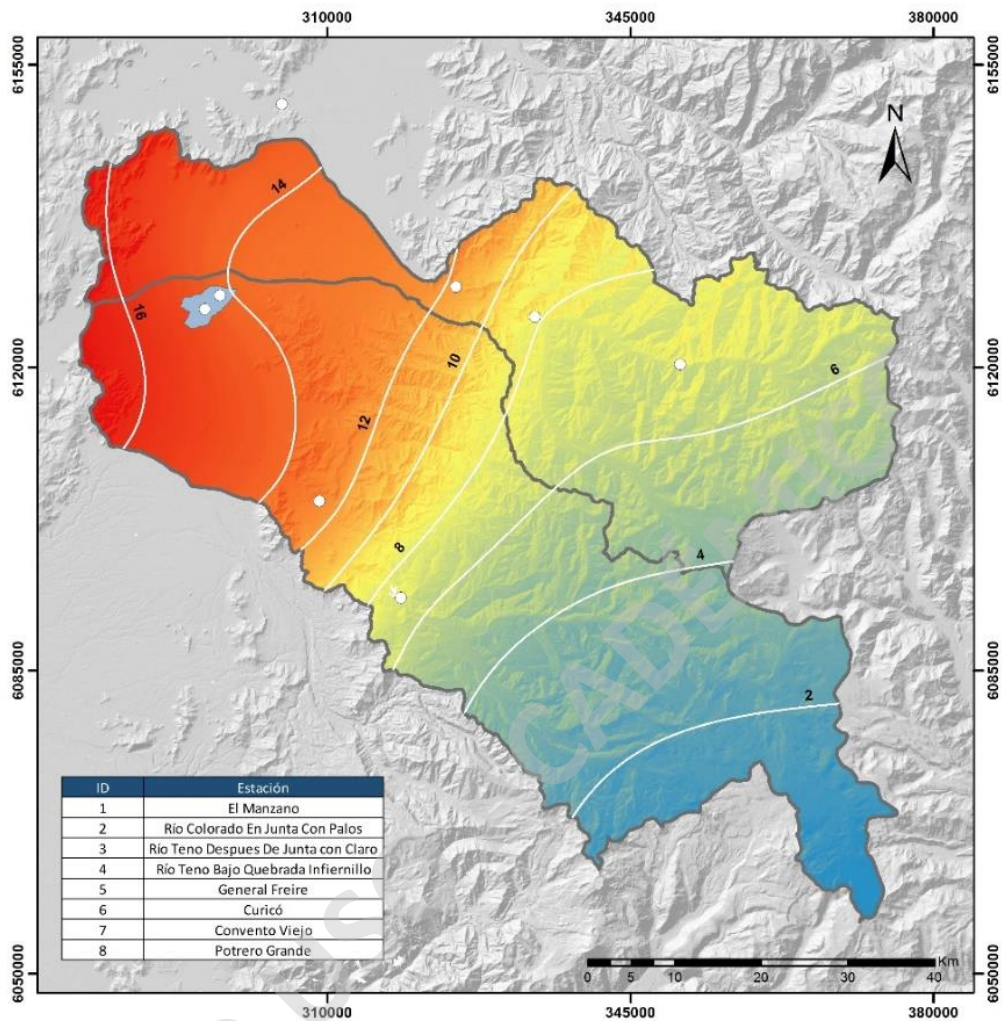 310000 345000 380000
6155000 6155000
N
14
16
10
6120000 6120000
6
12
8
4
6085000 6085000
2
ID Estación
1 El Manzano
2 Río Colorado En Junta Con Palos
3 Río Teno Despues De Junta con Claro
4 Río Teno Bajo Quebrada Infiernillo
5 General Freire
6 Curicó
7 Convento Viejo
8 Potrero Grande
Km
0 2 5 10 20 30 40
6050000 6050000
310000 345000 380000